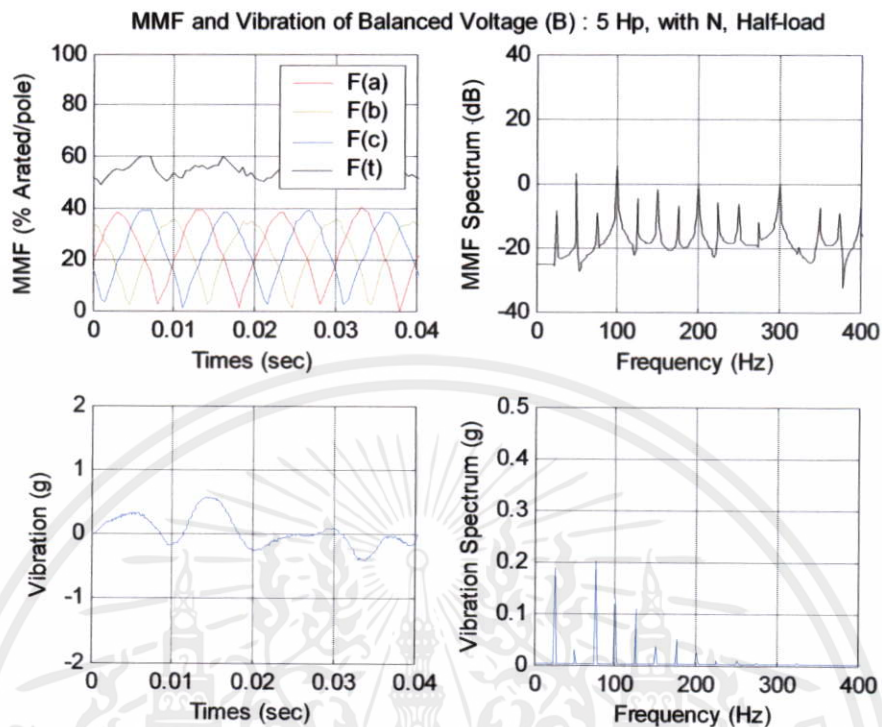 MMF and Vibration of Balanced Voltage (B) : 5 Hp, with N, Half-load
MMF (% Arated/pole)
100
80
60
40
20
0
F(a)
F(b)
F(c)
F(t)
0 0.01 0.02 0.03 0.04
Times (sec)
MMF Spectrum (dB)
40
20
0
-20
-40
0 100 200 300 400
Frequency (Hz)
Vibration (g)
2
1
0
-1
-2
0 0.01 0.02 0.03 0.04
Times (sec)
Vibration Spectrum (g)
0.5
0.4
0.3
0.2
0.1
0
0 100 200 300 400
Frequency (Hz)